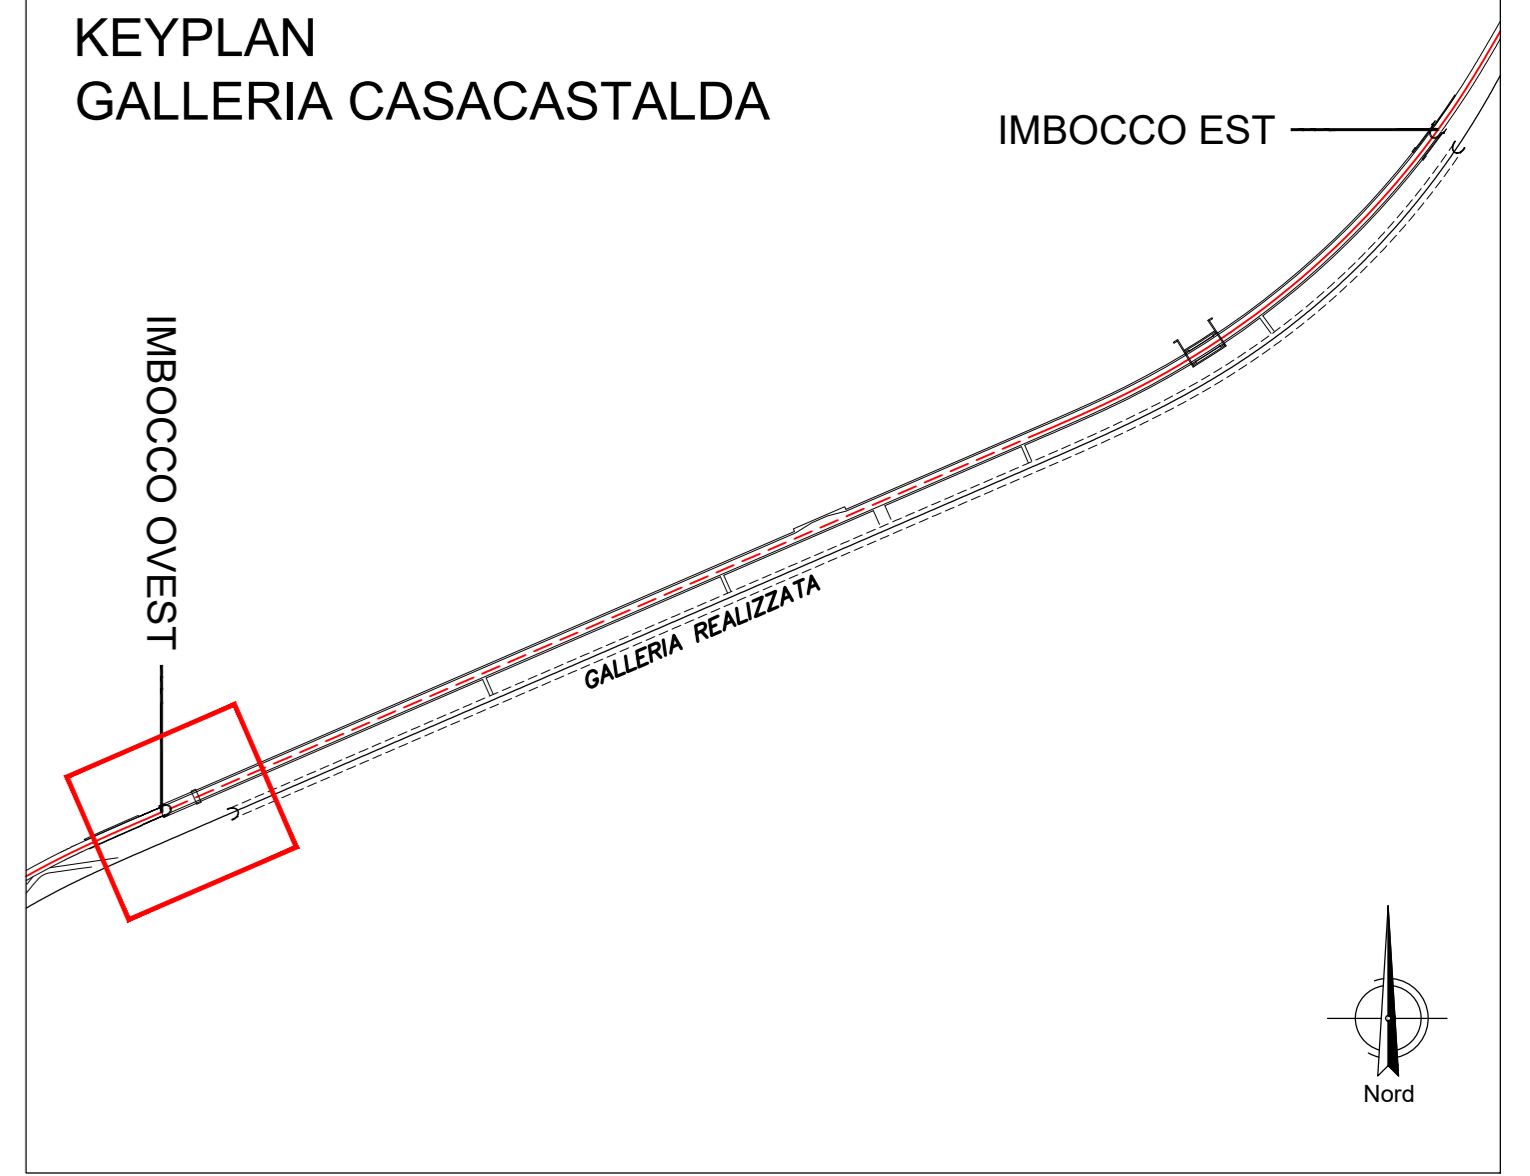 KEYPLAN
GALLERIA CASACASTALDA
IMBOCCO EST
IMBOCCO OVEST
GALLERIA REALIZZATA
Nord